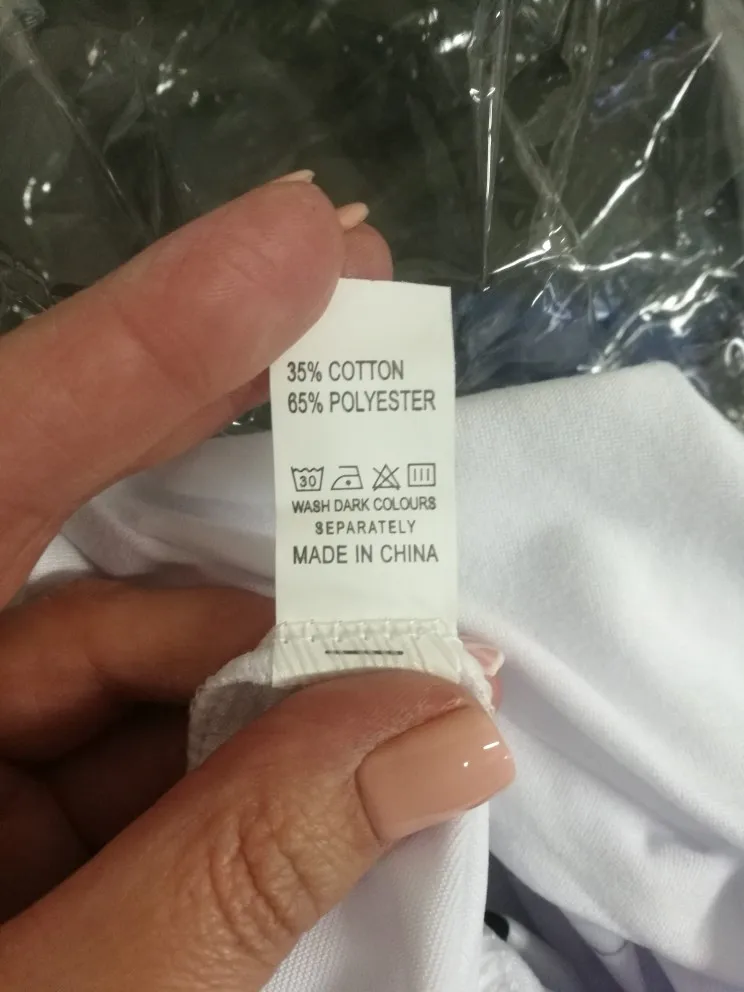 35% COTTON
65% POLYESTER
30
WASH DARK COLOURS
SEPARATELY
MADE IN CHINA